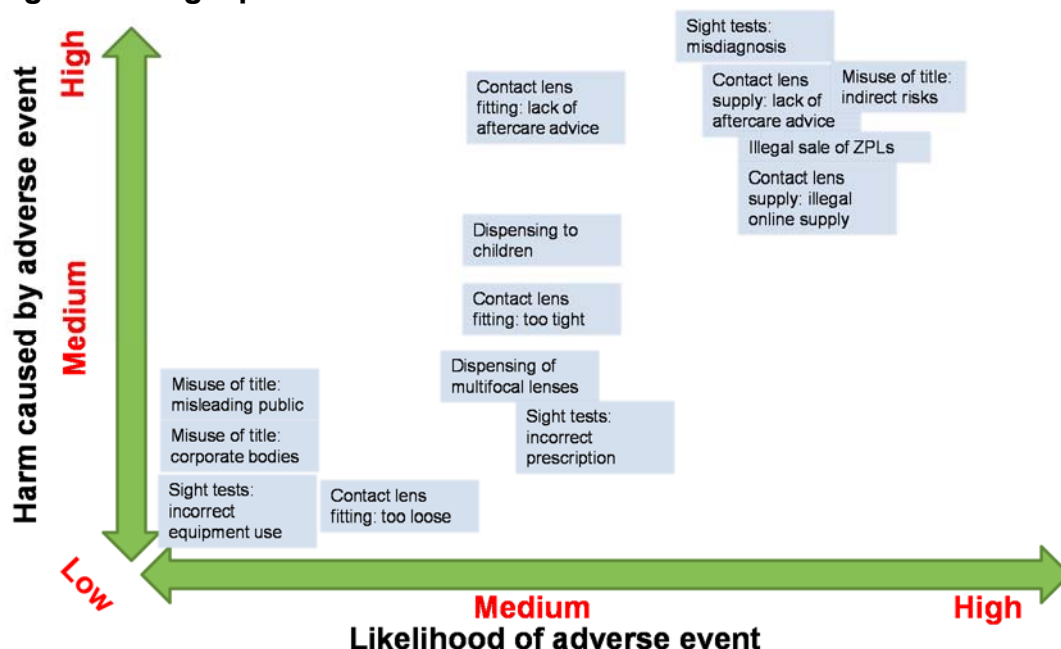 Sight tests:
misdiagnosis
Contact lens
fitting: lack of
aftercare advice
Contact lens
supply: lack of
aftercare advice
Misuse of title:
indirect risks
Illegal sale of ZPLs
Contact lens
supply: illegal
online supply
Dispensing to
children
Contact lens
fitting: too tight
Dispensing of
multifocal lenses
Misuse of title:
misleading public
Sight tests:
incorrect
prescription
Misuse of title:
corporate bodies
Sight tests:
incorrect
equipment use
Contact lens
fitting: too loose
Harm caused by adverse event
High
Medium
Low
Medium
High
Likelihood of adverse event